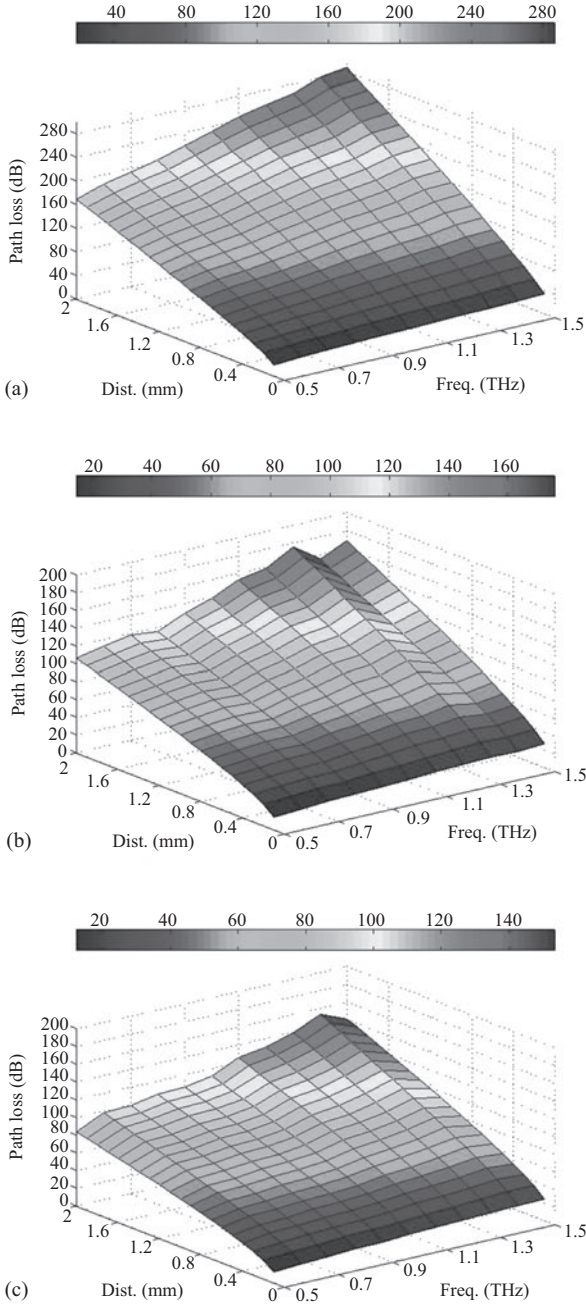 40 80 120 160 200 240 280
280
240
200
160
120
80
40
0
Path loss (dB)
2 1.6 1.2 0.8 0.4 0
Dist. (mm)
0.5 0.7 0.9 1.1 1.3 1.5
Freq. (THz)
(a)
20 40 60 80 100 120 140 160
200
180
160
140
120
100
80
60
40
20
0
Path loss (dB)
2 1.6 1.2 0.8 0.4 0
Dist. (mm)
0.5 0.7 0.9 1.1 1.3 1.5
Freq. (THz)
(b)
20 40 60 80 100 120 140
200
180
160
140
120
100
80
60
40
20
0
Path loss (dB)
2 1.6 1.2 0.8 0.4 0
Dist. (mm)
0.5 0.7 0.9 1.1 1.3 1.5
Freq. (THz)
(c)